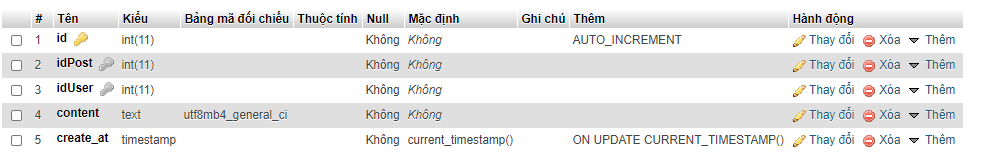 # Tên Kiểu Bảng mã đối chiếu Thuộc tính Null Mặc định Ghi chú Thêm Hành động
1 id int(11) Không Không AUTO_INCREMENT Thay đổi Xóa Thêm
2 idPost int(11) Không Không Thay đổi Xóa Thêm
3 idUser int(11) Không Không Thay đổi Xóa Thêm
4 content text utf8mb4_general_ci Không Không Thay đổi Xóa Thêm
5 create_at timestamp Không current_timestamp() ON UPDATE CURRENT_TIMESTAMP() Thay đổi Xóa Thêm